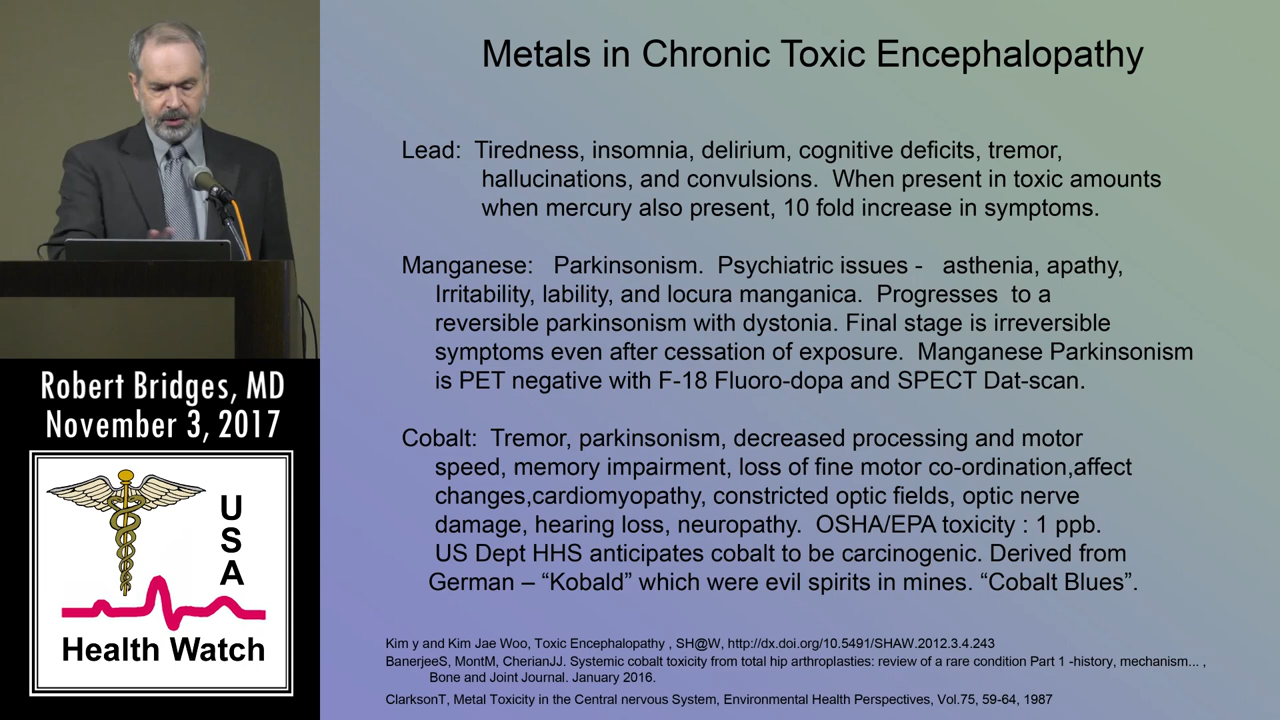 Metals in Chronic Toxic Encephalopathy
Lead: Tiredness, insomnia, delirium, cognitive deficits, tremor,
hallucinations, and convulsions. When present in toxic amounts
when mercury also present, 10 fold increase in symptoms.
Manganese: Parkinsonism. Psychiatric issues - asthenia, apathy,
Irritability, lability, and locura manganica. Progresses to a
reversible parkinsonism with dystonia. Final stage is irreversible
symptoms even after cessation of exposure. Manganese Parkinsonism
is PET negative with F-18 Fluoro-dopa and SPECT Dat-scan.
Cobalt: Tremor, parkinsonism, decreased processing and motor
speed, memory impairment, loss of fine motor co-ordination,affect
changes,cardiomyopathy, constricted optic fields, optic nerve
damage, hearing loss, neuropathy. OSHA/EPA toxicity : 1 ppb.
US Dept HHS anticipates cobalt to be carcinogenic. Derived from
German – “Kobald” which were evil spirits in mines. “Cobalt Blues”.
Kim y and Kim Jae Woo, Toxic Encephalopathy , SH@W, http://dx.doi.org/10.5491/SHAW.2012.3.4.243
BanerjeeS, MontM, CherianJJ. Systemic cobalt toxicity from total hip arthroplasties: review of a rare condition Part 1 -history, mechanism... ,
Bone and Joint Journal. January 2016.
ClarksonT, Metal Toxicity in the Central nervous System, Environmental Health Perspectives, Vol.75, 59-64, 1987
Robert Bridges, MD
November 3, 2017
USA
Health Watch